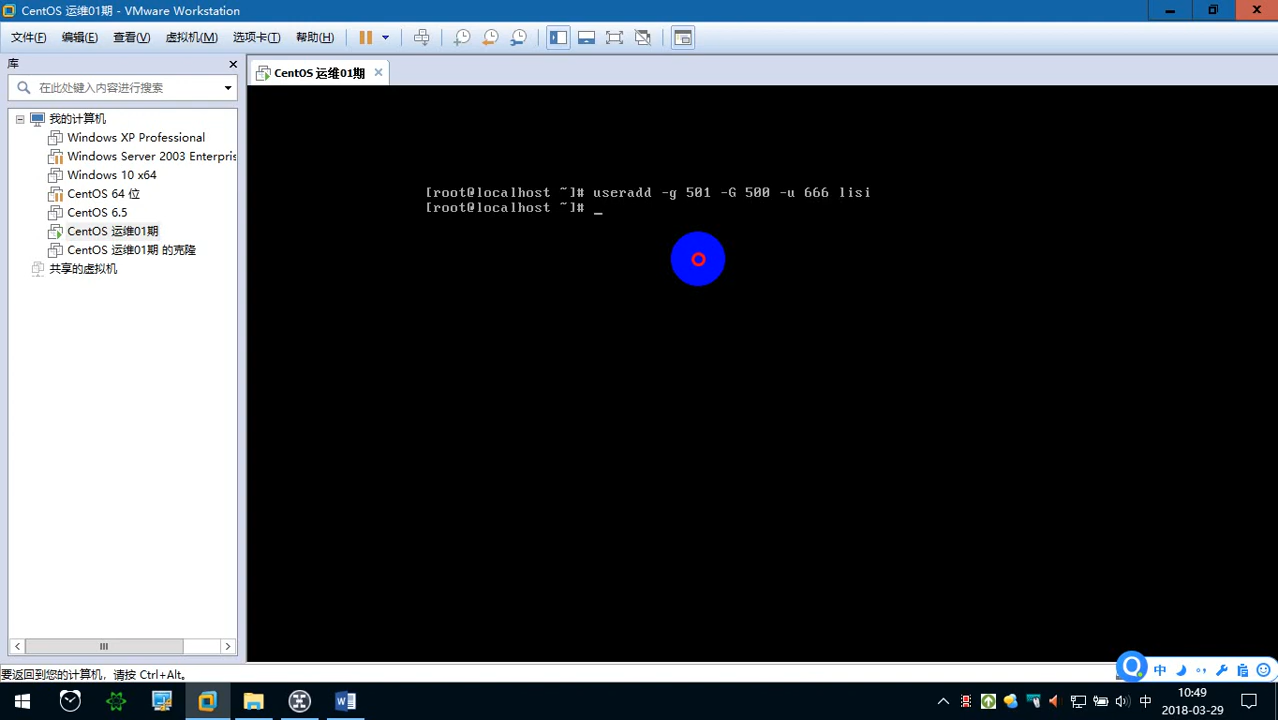 CentOS 运维01期 - VMware Workstation
文件(F) 编辑(E) 查看(V) 虚拟机(M) 选项卡(T) 帮助(H)
库
在此处键入内容进行搜索
我的计算机
Windows XP Professional
Windows Server 2003 Enterpris
Windows 10 x64
CentOS 64 位
CentOS 6.5
CentOS 运维01期
CentOS 运维01期 的克隆
共享的虚拟机
CentOS 运维01期
[root@localhost ~]# useradd -g 501 -G 500 -u 666 lisi
[root@localhost ~]# _
要返回到您的计算机，请按 Ctrl+Alt。
中
中
10:49
2018-03-29